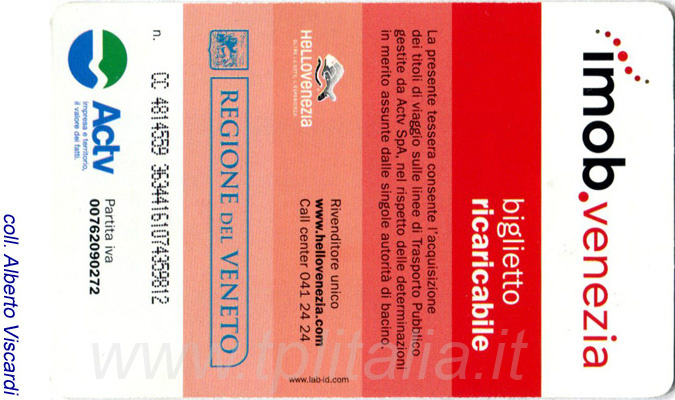 imob.venezia
biglietto
ricaricabile
La presente tessera consente l'acquisizione
dei titoli di viaggio sulle linee di Trasporto Pubblico
gestite da Actv SpA, nel rispetto delle determinazioni
in merito assunte dalle singole autorità di bacino.
HELLOVENEZIA
Rivenditore unico
www.hellovenezia.com
Call center 041 24 24
www.lab-id.com
REGIONE DEL VENETO
n. CC 4814559 36344161074359812
Actv
impresa e territorio,
il valore dei fatti.
Partita iva
00762090272
coll. Alberto Viscardi
www.tplitalia.it